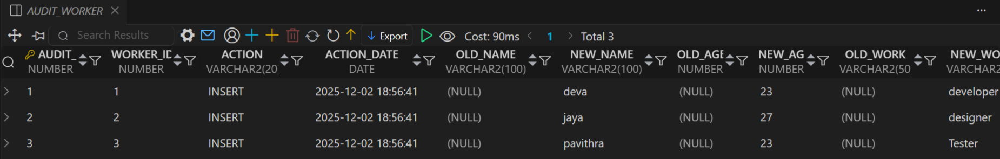 AUDIT_WORKER
Search Results Export Cost: 90ms 1 Total 3
AUDIT_ WORKER_ID ACTION ACTION_DATE OLD_NAME NEW_NAME OLD_AGE NEW_AG OLD_WORK NEW_WO
NUMBER NUMBER VARCHAR2(20) DATE VARCHAR2(100) VARCHAR2(100) NUMBER NUMBER VARCHAR2(50 VARCHAR2
1 1 INSERT 2025-12-02 18:56:41 (NULL) deva (NULL) 23 (NULL) developer
2 2 INSERT 2025-12-02 18:56:41 (NULL) jaya (NULL) 27 (NULL) designer
3 3 INSERT 2025-12-02 18:56:41 (NULL) pavithra (NULL) 23 (NULL) Tester